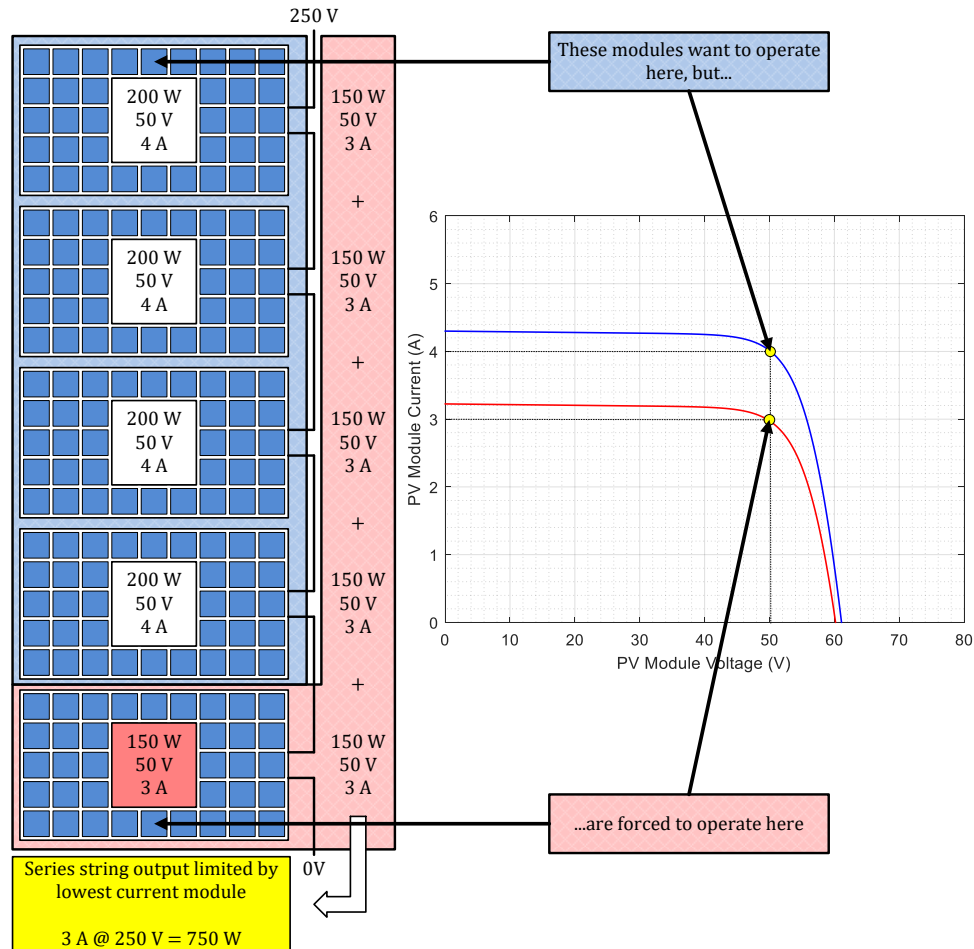 250 V
These modules want to operate
here, but...
200 W
50 V
4 A
150 W
50 V
3 A
+
200 W
50 V
4 A
150 W
50 V
3 A
+
200 W
50 V
4 A
150 W
50 V
3 A
+
200 W
50 V
4 A
150 W
50 V
3 A
+
150 W
50 V
3 A
150 W
50 V
3 A
0V
PV Module Current (A)
6
5
4
3
2
1
0
0 10 20 30 40 50 60 70 80
PV Module Voltage (V)
...are forced to operate here
Series string output limited by
lowest current module
3 A @ 250 V = 750 W